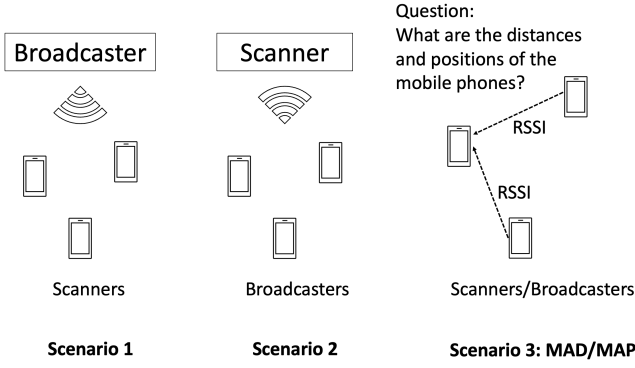 Broadcaster
Scanners
Scenario 1
Scanner
Broadcasters
Scenario 2
Question:
What are the distances
and positions of the
mobile phones?
RSSI
RSSI
Scanners/Broadcasters
Scenario 3: MAD/MAP